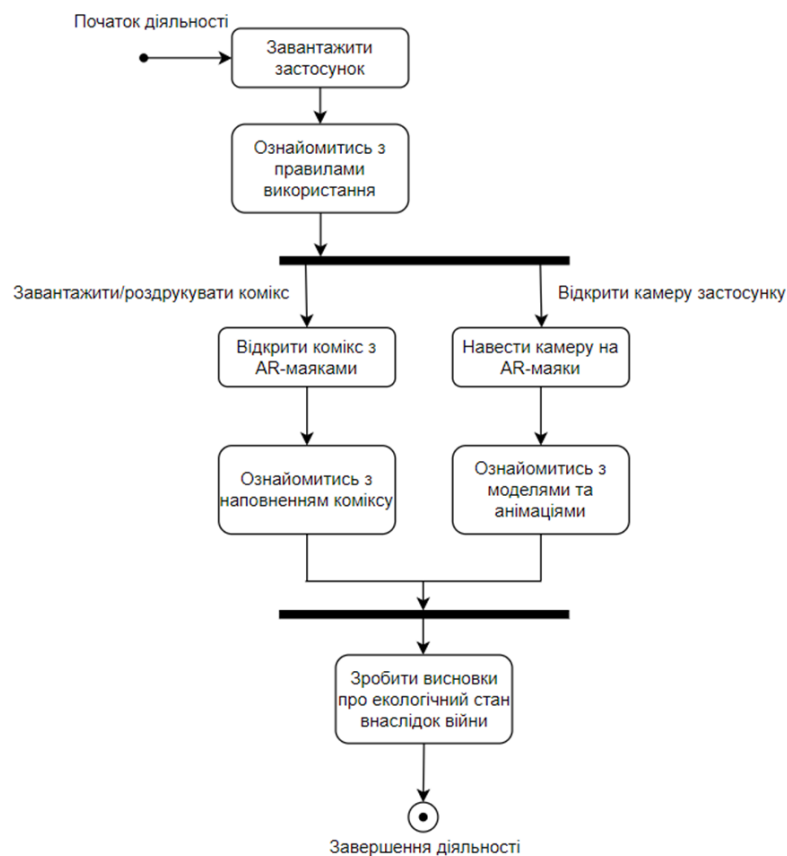 Початок діяльності
Завантажити
застосунок
Ознайомитись з
правилами
використання
Завантажити/роздрукувати комікс
Відкрити камеру застосунку
Відкрити комікс з
AR-маяками
Навести камеру на
AR-маяки
Ознайомитись з
наповненням коміксу
Ознайомитись з
моделями та
анімаціями
Зробити висновки
про екологічний стан
внаслідок війни
Завершення діяльності